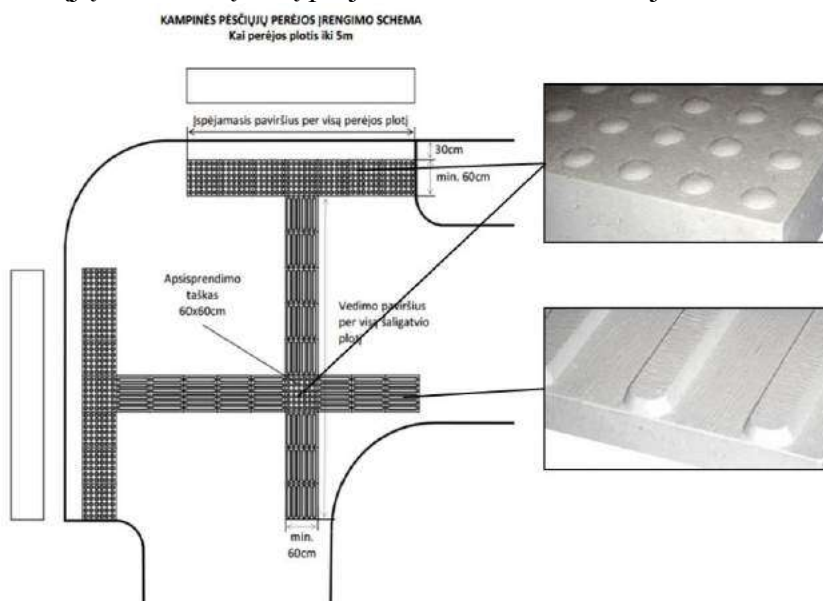 KAMPINĖS PĖSČIŲJŲ PERĖJOS ĮRENGIMO SCHEMA
Kai perėjos plotis iki 5m
Įspėjamasis paviršius per visą perėjos plotį
30cm
min. 60cm
Apsisprendimo
taškas
60x60cm
Vedimo paviršius
per visą šaligatvio
plotį
min.
60cm